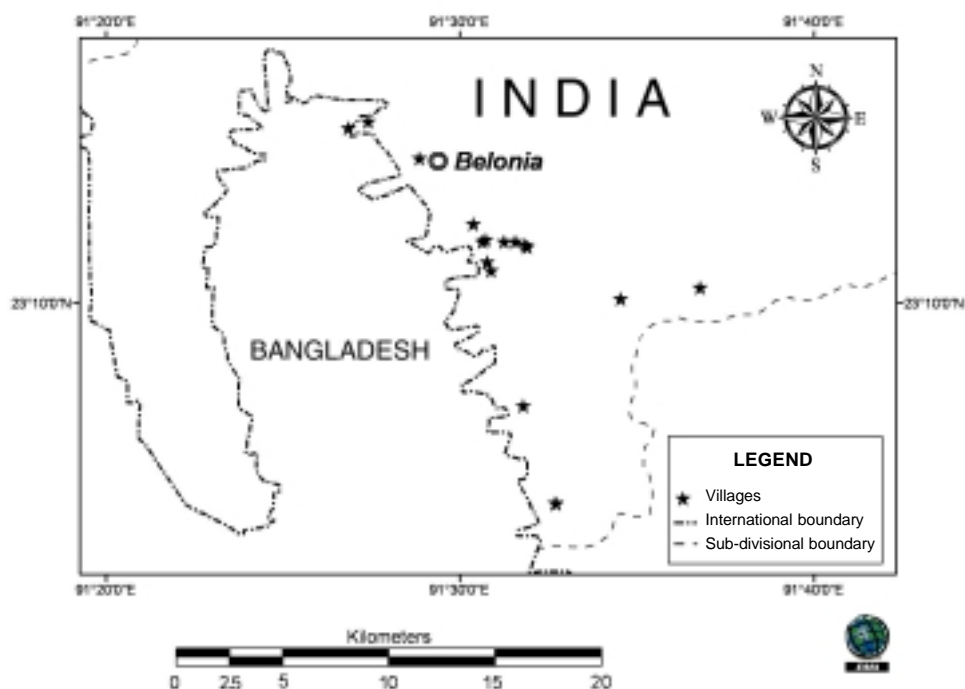 91°20'0"E 91°30'0"E 91°40'0"E
INDIA
N
W E
S
Belonia
23°10'0"N 23°10'0"N
BANGLADESH
LEGEND
Villages
International boundary
Sub-divisional boundary
91°20'0"E 91°30'0"E 91°40'0"E
Kilometers
0 2.5 5 10 15 20